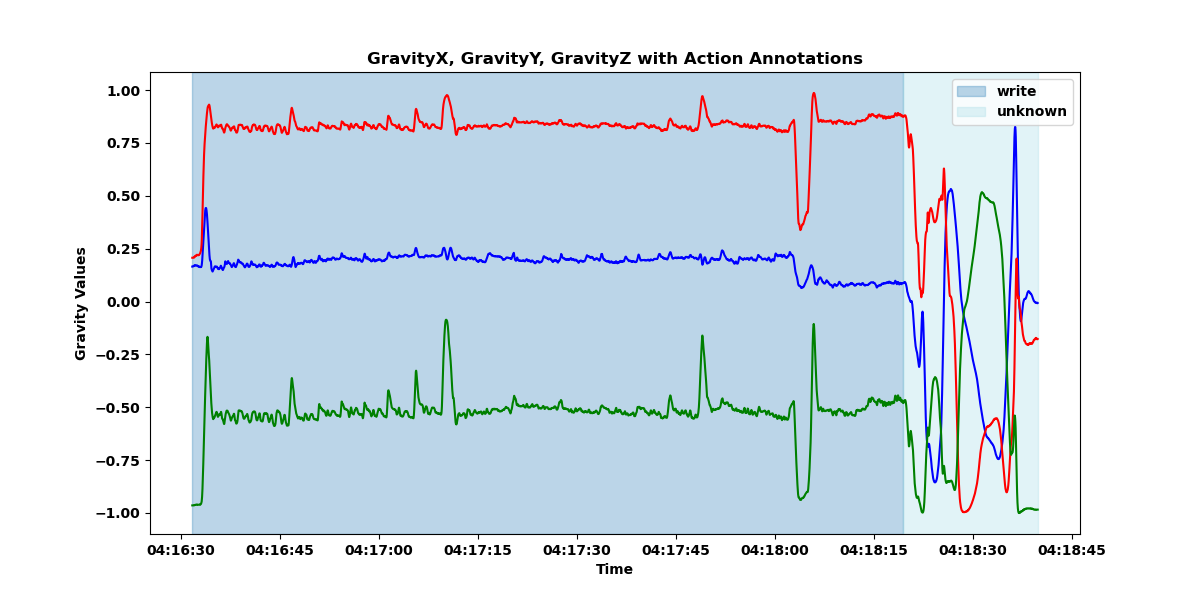 GravityX, GravityY, GravityZ with Action Annotations
write
unknown
Gravity Values
1.00
0.75
0.50
0.25
0.00
−0.25
−0.50
−0.75
−1.00
04:16:30 04:16:45 04:17:00 04:17:15 04:17:30 04:17:45 04:18:00 04:18:15 04:18:30 04:18:45
Time